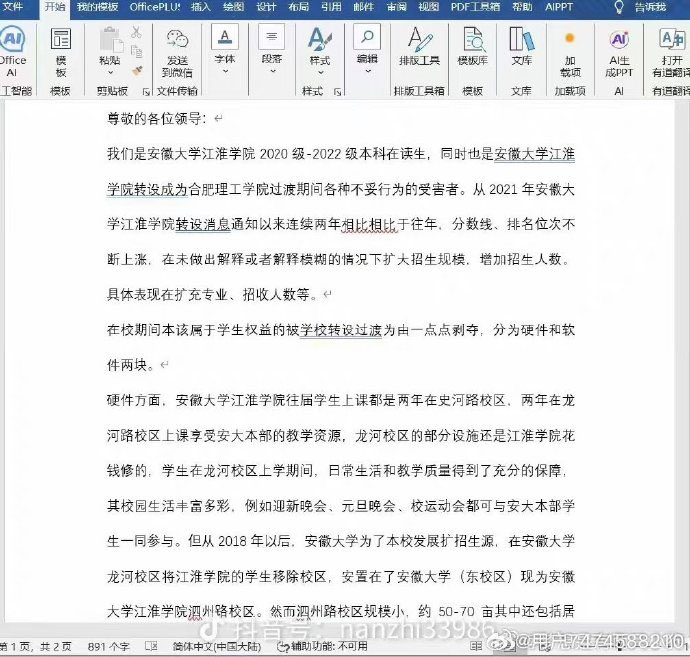 文件 开始 我的模板 OfficePLUS 插入 绘图 设计 布局 引用 邮件 审阅 视图 PDF工具箱 帮助 AIPPT 告诉我
Office AI 模板 粘贴 发送到微信 字体 段落 样式 编辑 排版工具 模板库 文库 加载项 AI生成PPT 打开有道翻译
工智能 模板 剪贴板 文件传输 样式 排版工具箱 模板 文库 加载项 AI 有道翻译
尊敬的各位领导：
我们是安徽大学江淮学院 2020 级-2022 级本科在读生，同时也是安徽大学江淮
学院转设成为合肥理工学院过渡期间各种不妥行为的受害者。从 2021 年安徽大
学江淮学院转设消息通知以来连续两年相比相比于往年，分数线、排名位次不
断上涨，在未做出解释或者解释模糊的情况下扩大招生规模，增加招生人数。
具体表现在扩充专业、招收人数等。
在校期间本该属于学生权益的被学校转设过渡为由一点点剥夺，分为硬件和软
件两块。
硬件方面，安徽大学江淮学院往届学生上课都是两年在史河路校区，两年在龙
河路校区上课享受安大本部的教学资源，龙河校区的部分设施还是江淮学院花
钱修的，学生在龙河校区上学期间，日常生活和教学质量得到了充分的保障，
其校园生活丰富多彩，例如迎新晚会、元旦晚会、校运动会都可与安大本部学
生一同参与。但从 2018 年以后，安徽大学为了本校发展扩招生源，在安徽大学
龙河校区将江淮学院的学生移除校区，安置在了安徽大学（东校区）现为安徽
大学江淮学院泗州路校区。然而泗州路校区规模小，约 50-70 亩其中还包括居
抖音号：nanzhi33986
第 1 页，共 2 页 891 个字 简体中文(中国大陆) 辅助功能: 不可用
@用户7474588210